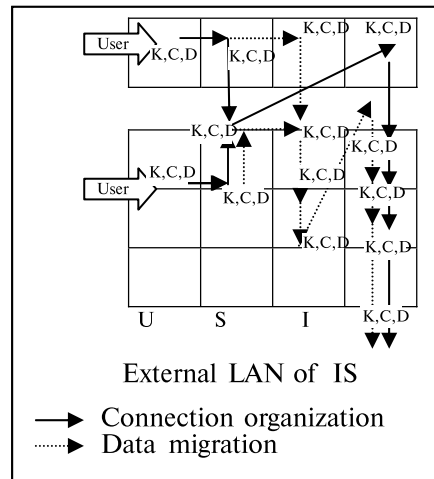 K,C,D K,C,D
User
K,C,D K,C,D
K,C,D K,C,D
K,C,D
User K,C,D K,C,D
K,C,D K,C,D
K,C,D K,C,D
K,C,D
U S I
External LAN of IS
Connection organization
Data migration